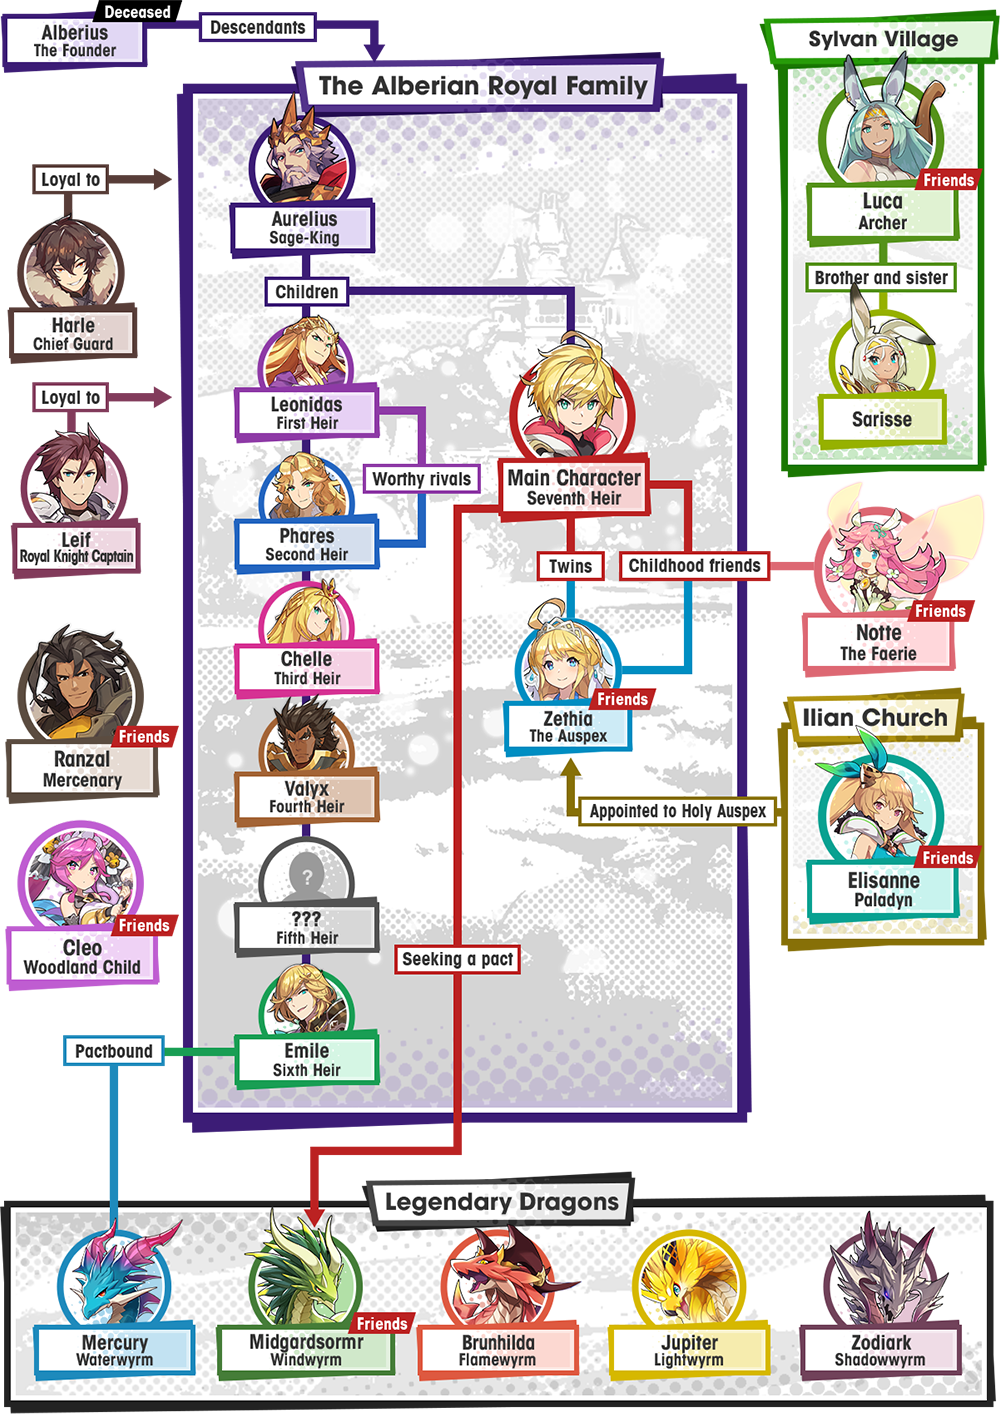 Deceased
Alberius
The Founder
Descendants
The Alberian Royal Family
Sylvan Village
Aurelius
Sage-King
Children
Leonidas
First Heir
Worthy rivals
Phares
Second Heir
Chelle
Third Heir
Valyx
Fourth Heir
?
???
Fifth Heir
Emile
Sixth Heir
Main Character
Seventh Heir
Twins
Childhood friends
Friends
Zethia
The Auspex
Appointed to Holy Auspex
Seeking a pact
Pactbound
Loyal to
Harle
Chief Guard
Loyal to
Leif
Royal Knight Captain
Friends
Ranzal
Mercenary
Friends
Cleo
Woodland Child
Friends
Luca
Archer
Brother and sister
Sarisse
Friends
Notte
The Faerie
Ilian Church
Friends
Elisanne
Paladyn
Legendary Dragons
Mercury
Waterwyrm
Friends
Midgardsormr
Windwyrm
Brunhilda
Flamewyrm
Jupiter
Lightwyrm
Zodiark
Shadowwyrm